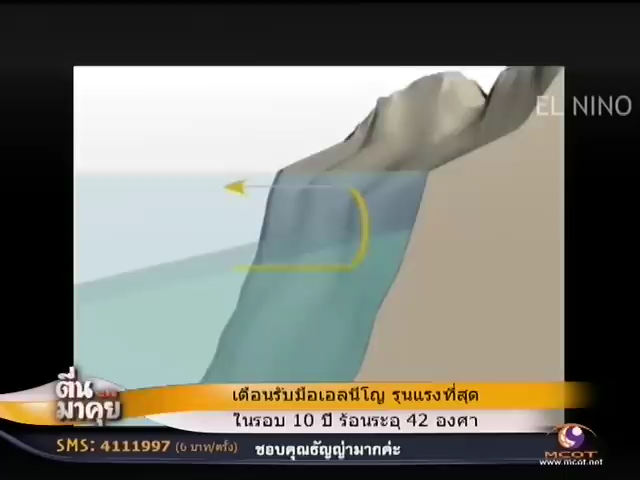 EL NINO
ตื่น
มาคุย
เตือนรับมือเอลนีโญ รุนแรงที่สุด
ในรอบ 10 ปี ร้อนระอุ 42 องศา
SMS: 4111997 (6 บาท/ครั้ง) ชอบคุณธัญญ่ามากค่ะ
MCOT
www.mcot.net